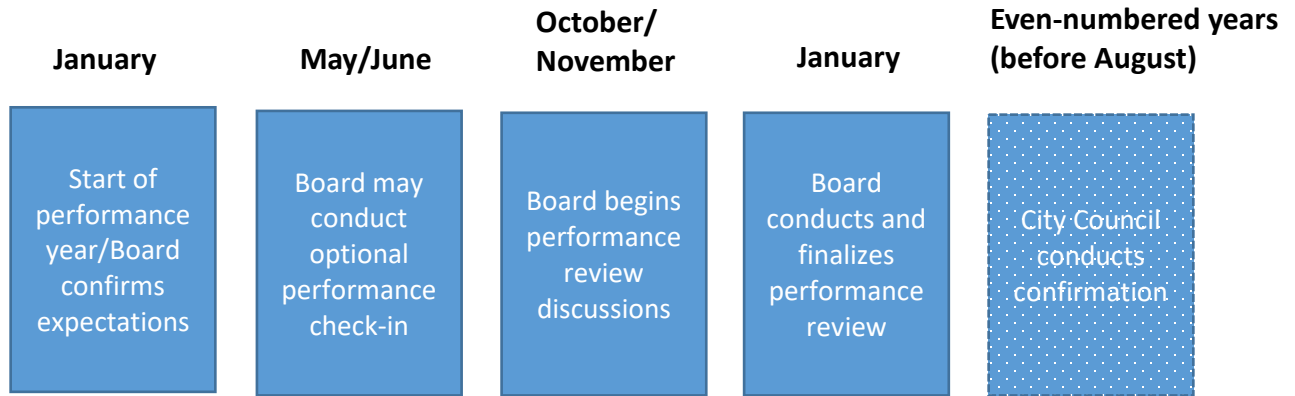 January
May/June
October/
November
January
Even-numbered years
(before August)
Start of
performance
year/Board
confirms
expectations
Board may
conduct
optional
performance
check-in
Board begins
performance
review
discussions
Board
conducts and
finalizes
performance
review
City Council
conducts
confirmation